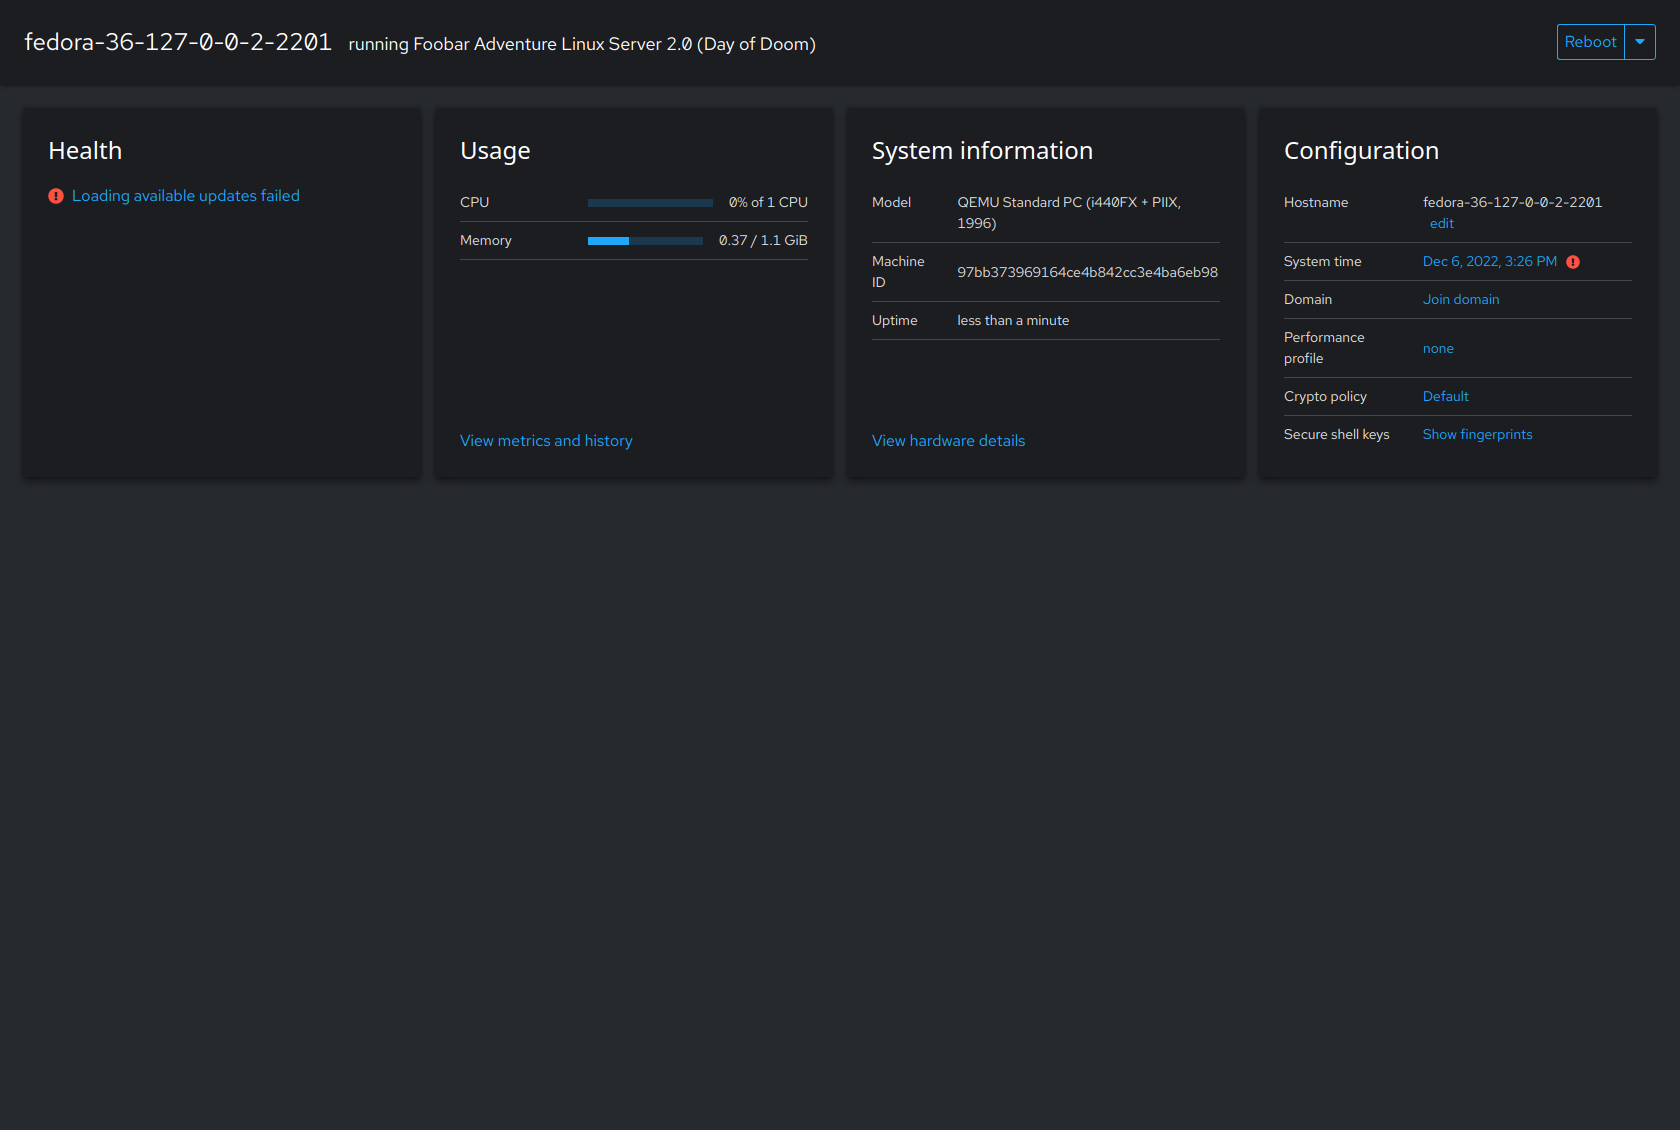 fedora-36-127-0-0-2-2201 running Foobar Adventure Linux Server 2.0 (Day of Doom)
Reboot
Health
Loading available updates failed
Usage
CPU 0% of 1 CPU
Memory 0.37 / 1.1 GiB
View metrics and history
System information
Model QEMU Standard PC (i440FX + PIIX,
1996)
Machine
ID
97bb373969164ce4b842cc3e4ba6eb98
Uptime less than a minute
View hardware details
Configuration
Hostname fedora-36-127-0-0-2-2201
edit
System time Dec 6, 2022, 3:26 PM
Domain Join domain
Performance
profile
none
Crypto policy Default
Secure shell keys Show fingerprints